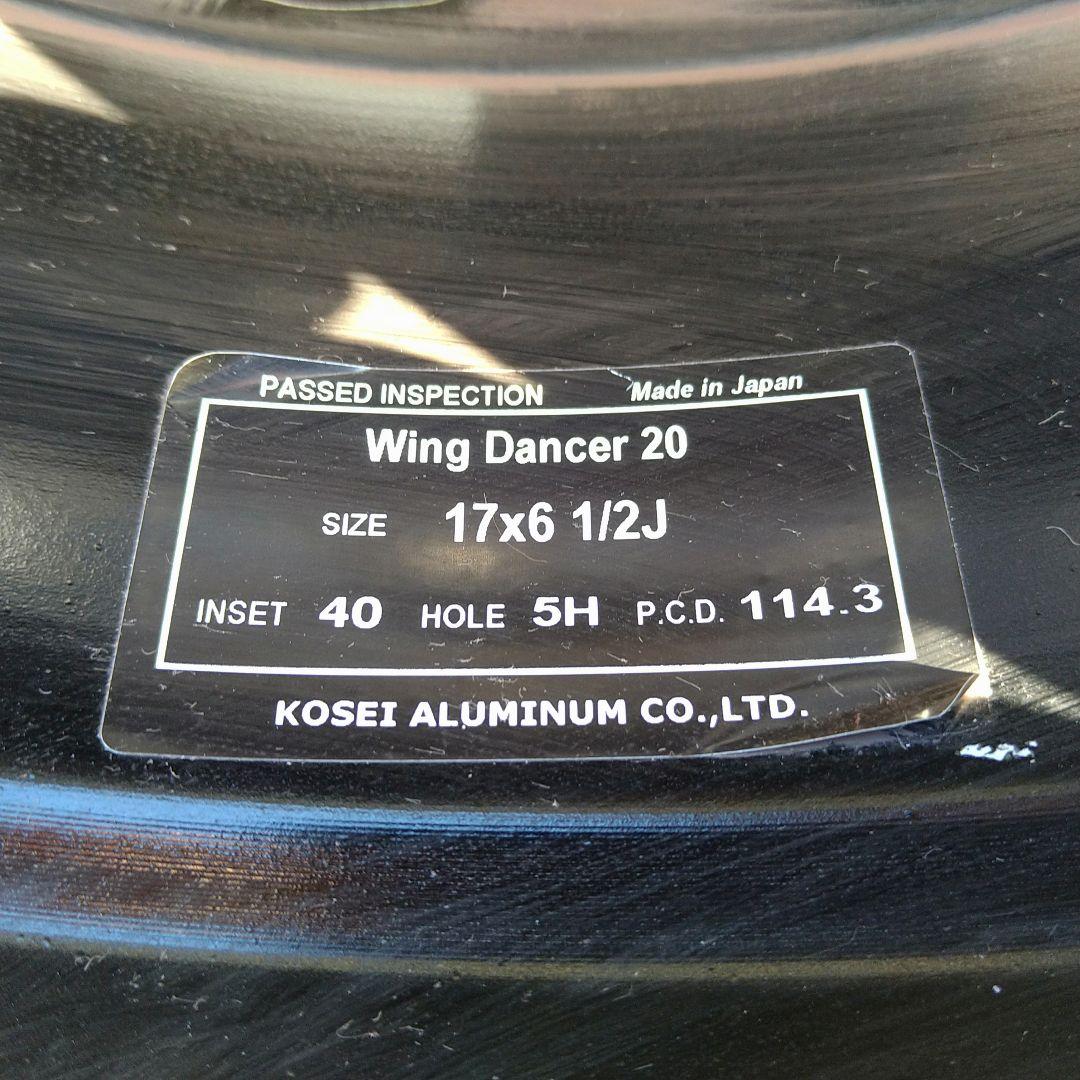 PASSED INSPECTION Made in Japan
Wing Dancer 20
SIZE 17x6 1/2J
INSET 40 HOLE 5H P.C.D. 114.3
KOSEI ALUMINUM CO.,LTD.